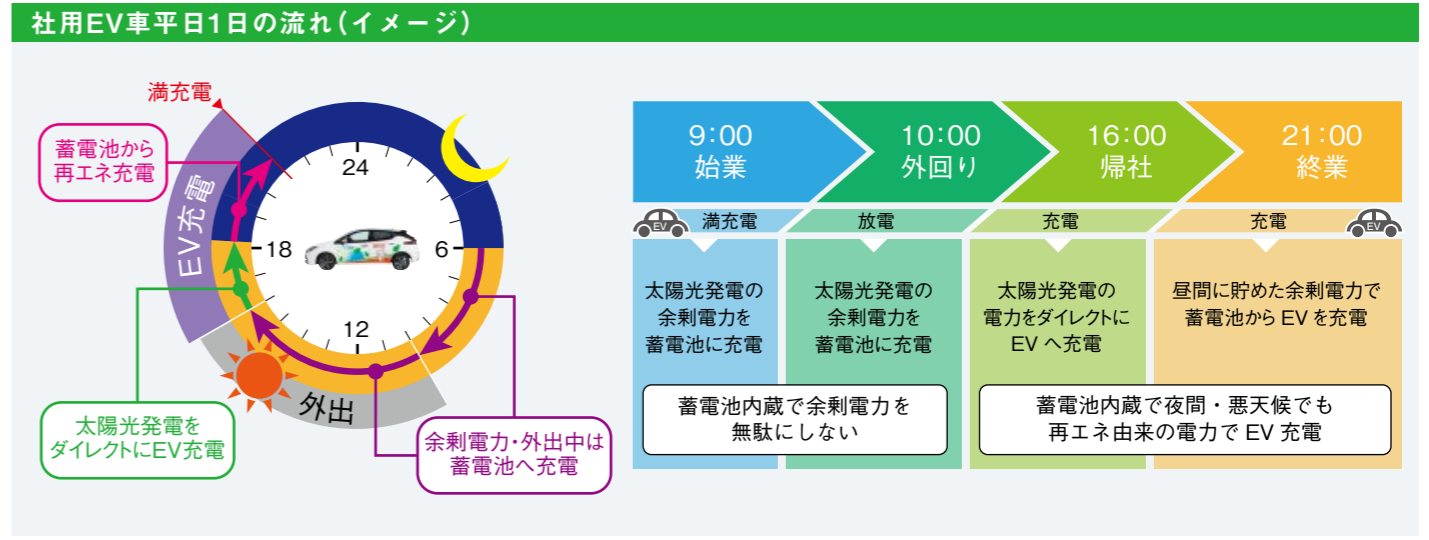 社用EV車平日1日の流れ(イメージ)
満充電
蓄電池から
再エネ充電
EV充電
24
18
6
12
外出
太陽光発電を
ダイレクトにEV充電
余剰電力・外出中は
蓄電池へ充電
9:00
始業
10:00
外回り
16:00
帰社
21:00
終業
EV
満充電
放電
充電
充電
EV
太陽光発電の
余剰電力を
蓄電池に充電
太陽光発電の
余剰電力を
蓄電池に充電
太陽光発電の
電力をダイレクトに
EV へ充電
昼間に貯めた余剰電力で
蓄電池から EV を充電
蓄電池内蔵で余剰電力を
無駄にしない
蓄電池内蔵で夜間・悪天候でも
再エネ由来の電力で EV 充電